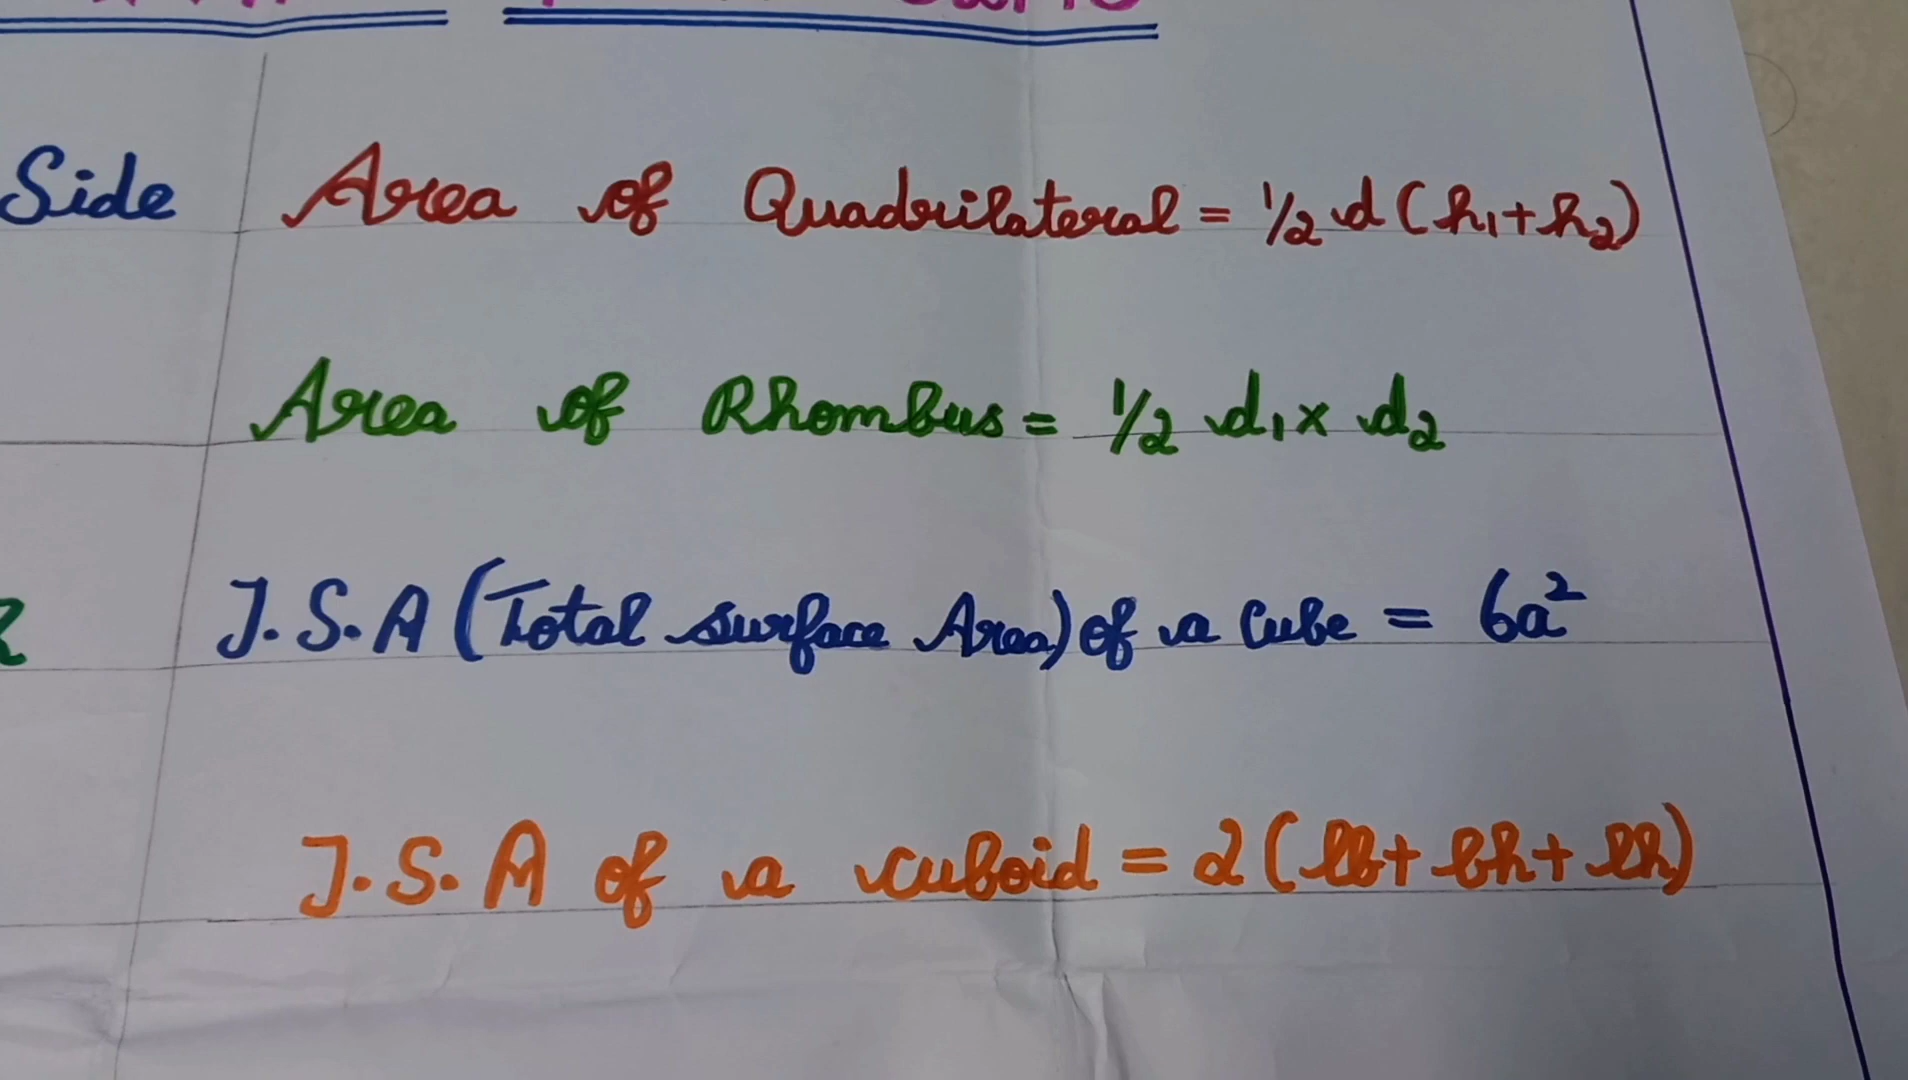 Side
Area of Quadrilateral = 1/2 d (h₁+h₂)
Area of Rhombus = 1/2 d₁ x d₂
T.S.A (Total surface Area) of a Cube = 6a²
T.S.A of a cuboid = 2 (lb + bh + lh)